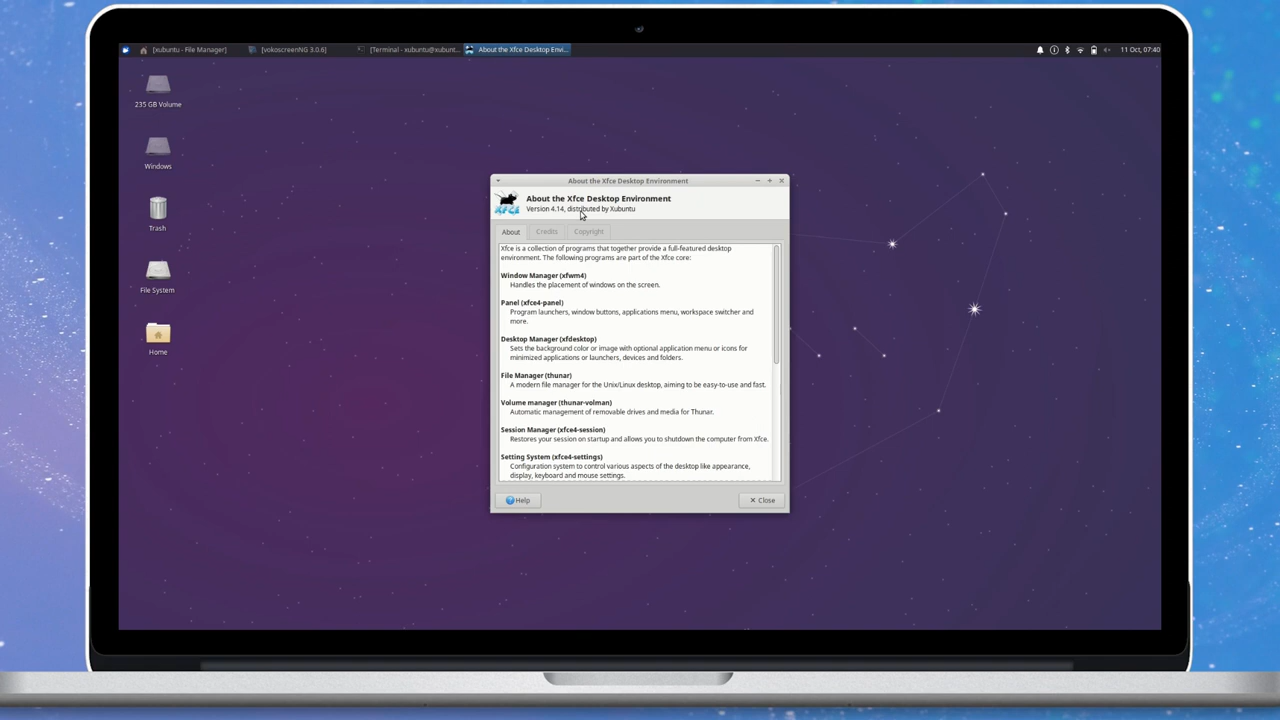 [xubuntu - File Manager]
[vokoscreenNG 3.0.6]
[Terminal - xubuntu@xubunt...
About the Xfce Desktop Envi...
11 Oct, 07:40
235 GB Volume
Windows
Trash
File System
Home
About the Xfce Desktop Environment
XFCE
About the Xfce Desktop Environment
Version 4.14, distributed by Xubuntu
About
Credits
Copyright
Xfce is a collection of programs that together provide a full-featured desktop
environment. The following programs are part of the Xfce core:
Window Manager (xfwm4)
Handles the placement of windows on the screen.
Panel (xfce4-panel)
Program launchers, window buttons, applications menu, workspace switcher and
more.
Desktop Manager (xfdesktop)
Sets the background color or image with optional application menu or icons for
minimized applications or launchers, devices and folders.
File Manager (thunar)
A modern file manager for the Unix/Linux desktop, aiming to be easy-to-use and fast.
Volume manager (thunar-volman)
Automatic management of removable drives and media for Thunar.
Session Manager (xfce4-session)
Restores your session on startup and allows you to shutdown the computer from Xfce.
Setting System (xfce4-settings)
Configuration system to control various aspects of the desktop like appearance,
display, keyboard and mouse settings.
Help
Close